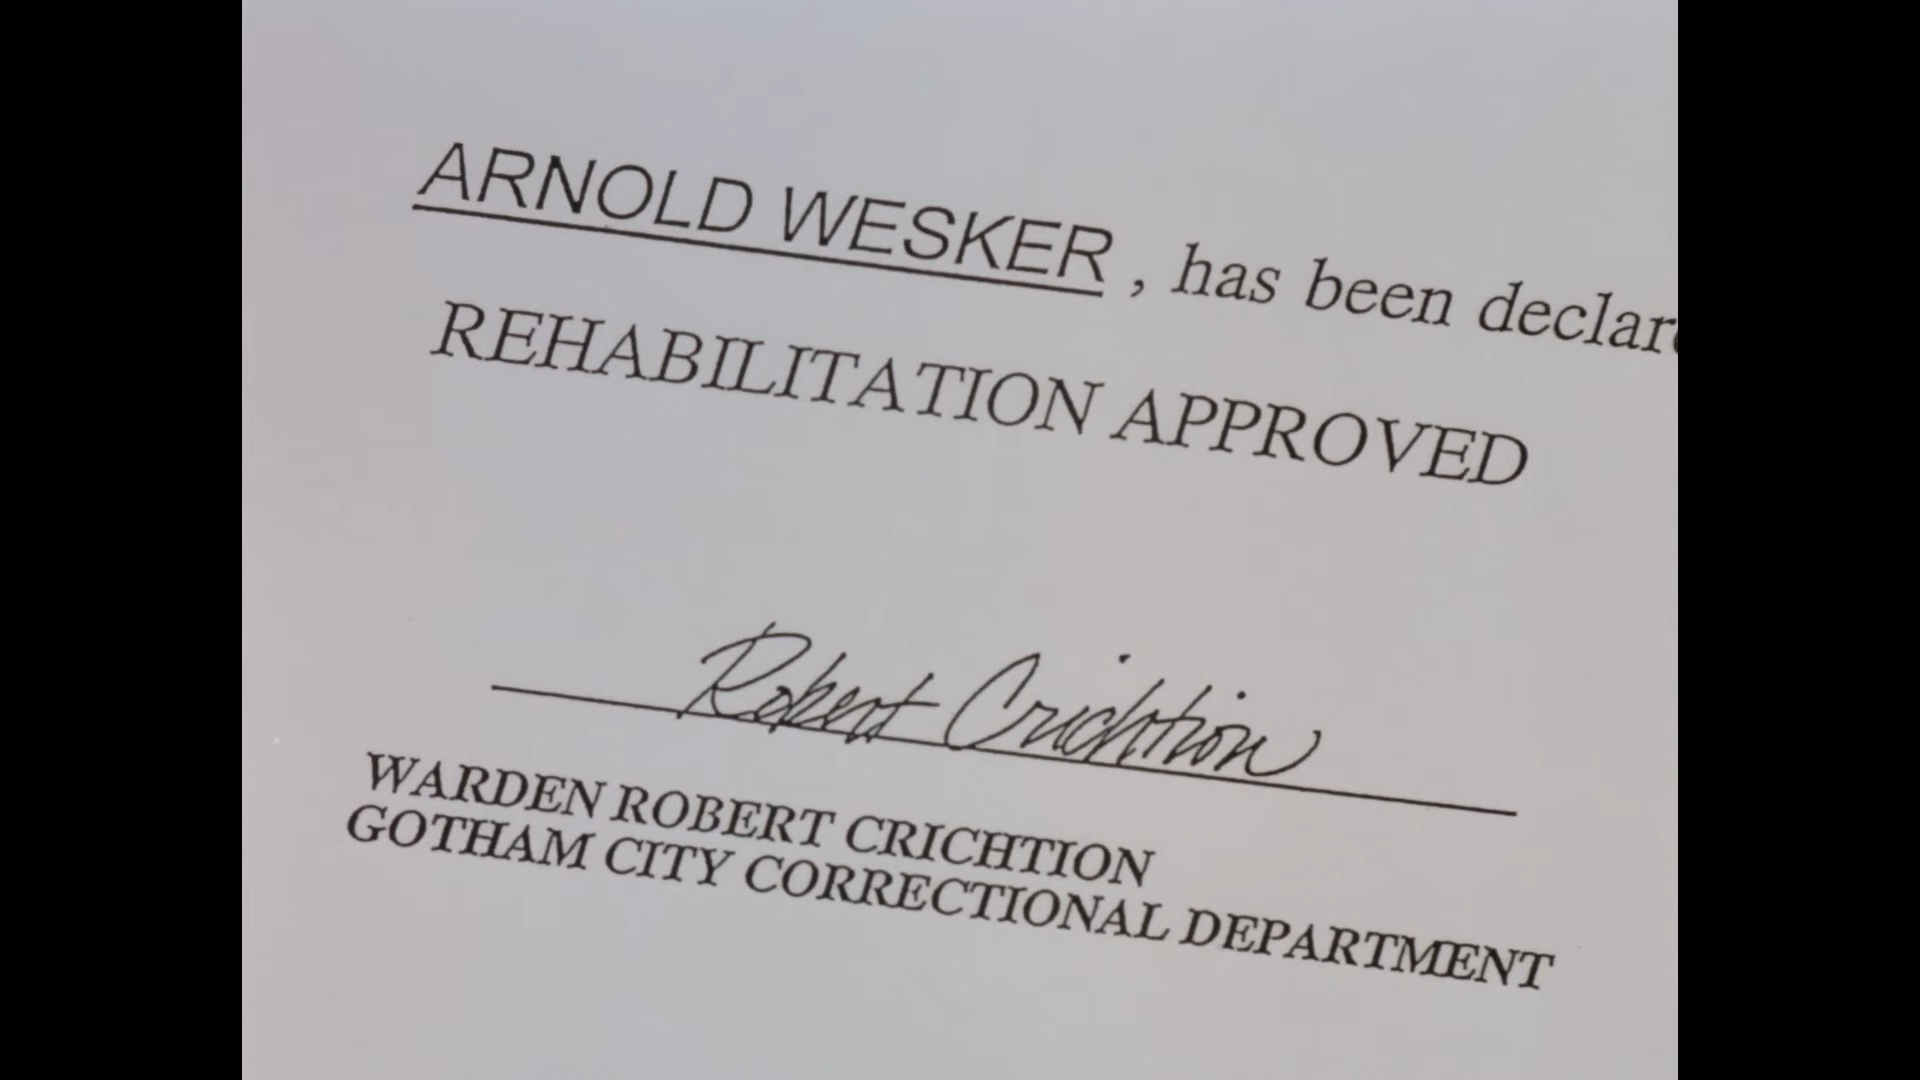 ARNOLD WESKER, has been declar
REHABILITATION APPROVED
Robert Crichtion
WARDEN ROBERT CRICHTION
GOTHAM CITY CORRECTIONAL DEPARTMENT